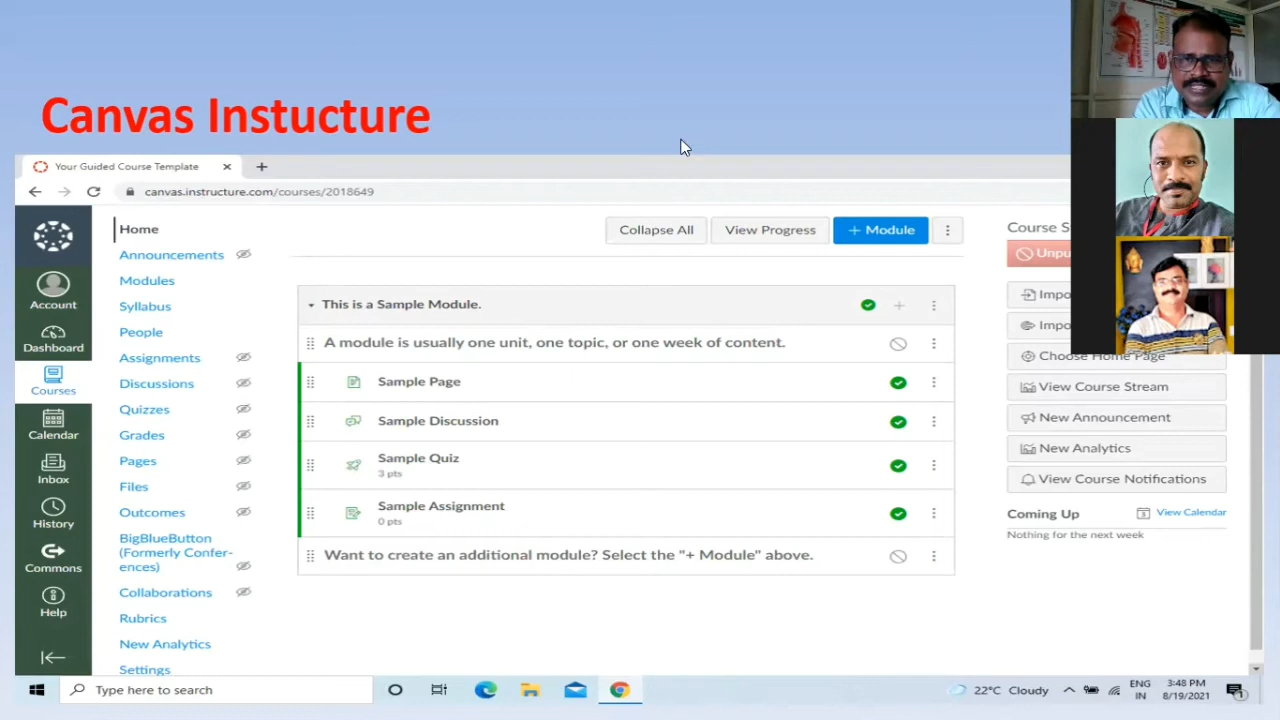 Canvas Instucture
Your Guided Course Template
canvas.instructure.com/courses/2018649
Account
Dashboard
Courses
Calendar
Inbox
History
Commons
Help
Home
Announcements
Modules
Syllabus
People
Assignments
Discussions
Quizzes
Grades
Pages
Files
Outcomes
BigBlueButton
(Formerly Confer-
ences)
Collaborations
Rubrics
New Analytics
Settings
Collapse All
View Progress
+ Module
This is a Sample Module.
A module is usually one unit, one topic, or one week of content.
Sample Page
Sample Discussion
Sample Quiz
3 pts
Sample Assignment
0 pts
Want to create an additional module? Select the "+ Module" above.
Course S
Unpu
Impo
Impo
Choose Home Page
View Course Stream
New Announcement
New Analytics
View Course Notifications
Coming Up
View Calendar
Nothing for the next week
Type here to search
22°C Cloudy
ENG
IN
3:48 PM
8/19/2021